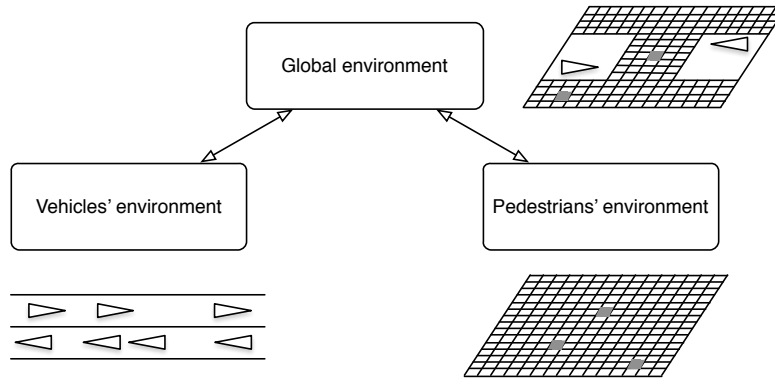 Global environment
Vehicles’ environment
Pedestrians’ environment